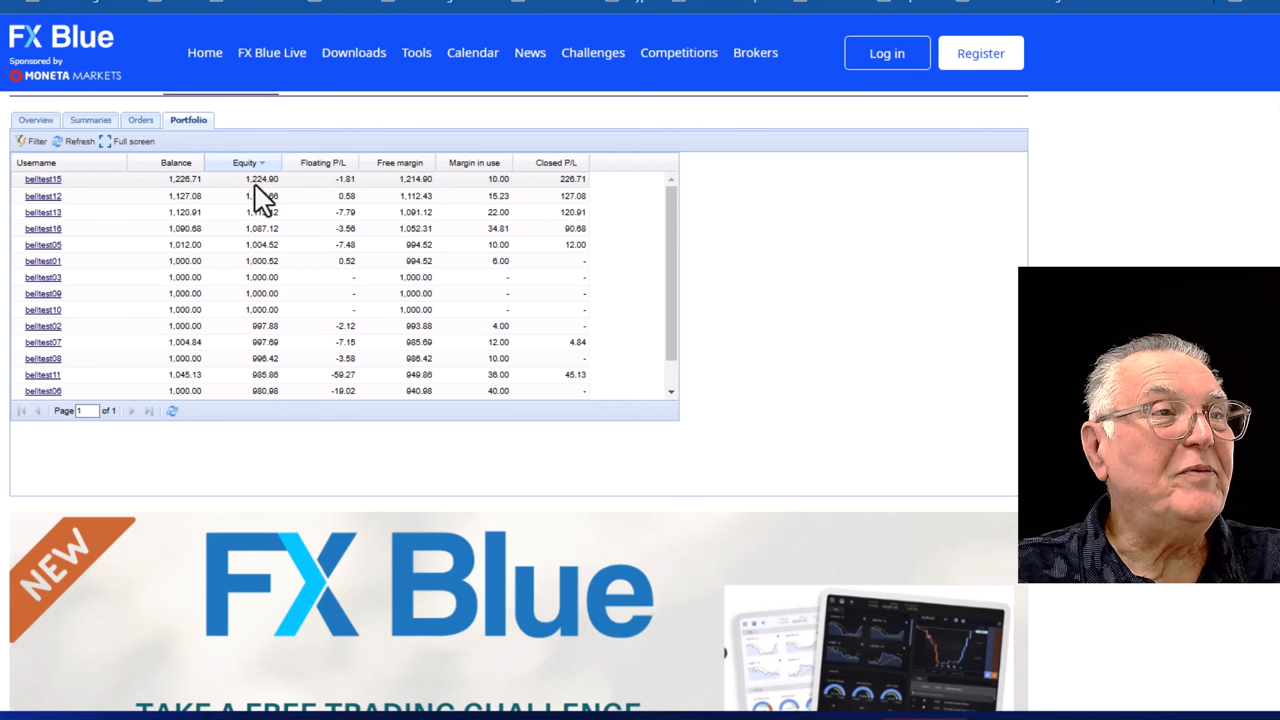 FX Blue
Sponsored by
MONETA MARKETS
Home FX Blue Live Downloads Tools Calendar News Challenges Competitions Brokers
Log in Register
Overview Summaries Orders Portfolio
Filter Refresh Full screen
Username Balance Equity Floating P/L Free margin Margin in use Closed P/L
belltest15 1,226.71 1,224.90 -1.81 1,214.90 10.00 226.71
belltest12 1,127.08 0.58 1,112.43 15.23 127.08
belltest13 1,120.91 -7.79 1,091.12 22.00 120.91
belltest16 1,090.68 1,087.12 -3.56 1,052.31 34.81 90.68
belltest05 1,012.00 1,004.52 -7.48 994.52 10.00 12.00
belltest01 1,000.00 1,000.52 0.52 994.52 6.00 -
belltest03 1,000.00 1,000.00 - 1,000.00 - -
belltest09 1,000.00 1,000.00 - 1,000.00 - -
belltest10 1,000.00 1,000.00 - 1,000.00 - -
belltest02 1,000.00 997.88 -2.12 993.88 4.00 -
belltest07 1,004.84 997.69 -7.15 985.69 12.00 4.84
belltest08 1,000.00 996.42 -3.58 986.42 10.00 -
belltest11 1,045.13 985.86 -59.27 949.86 36.00 45.13
belltest06 1,000.00 980.98 -19.02 940.98 40.00 -
Page 1 of 1
NEW
FX Blue
TAKE A FREE TRADING CHALLENGE